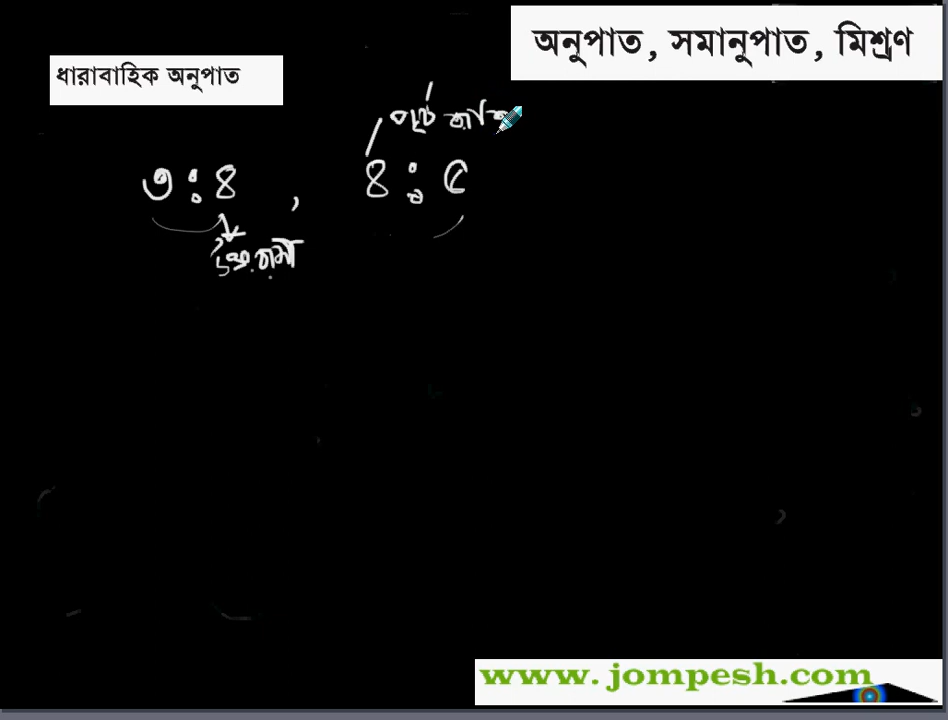 অনুপাত, সমানুপাত, মিশ্রণ
ধারাবাহিক অনুপাত
৩ : ৪ , ৪ : ৫
www.jompesh.com